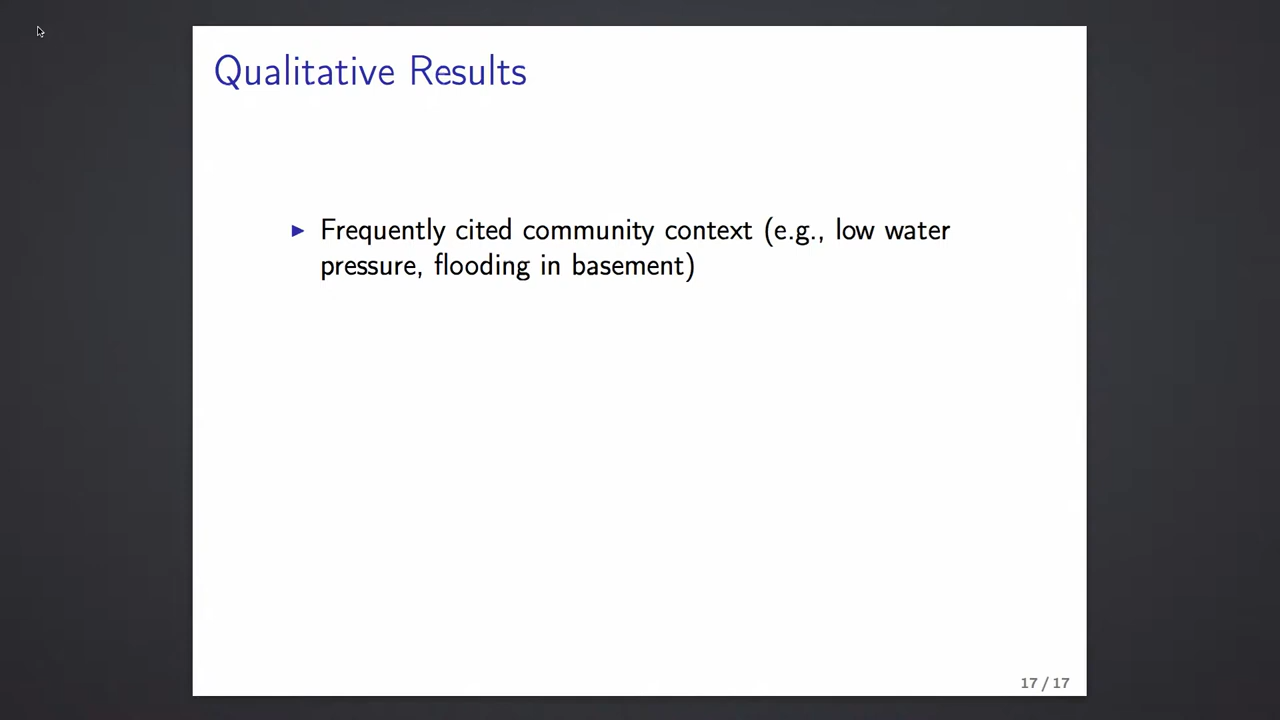 Qualitative Results
Frequently cited community context (e.g., low water
pressure, flooding in basement)
17 / 17